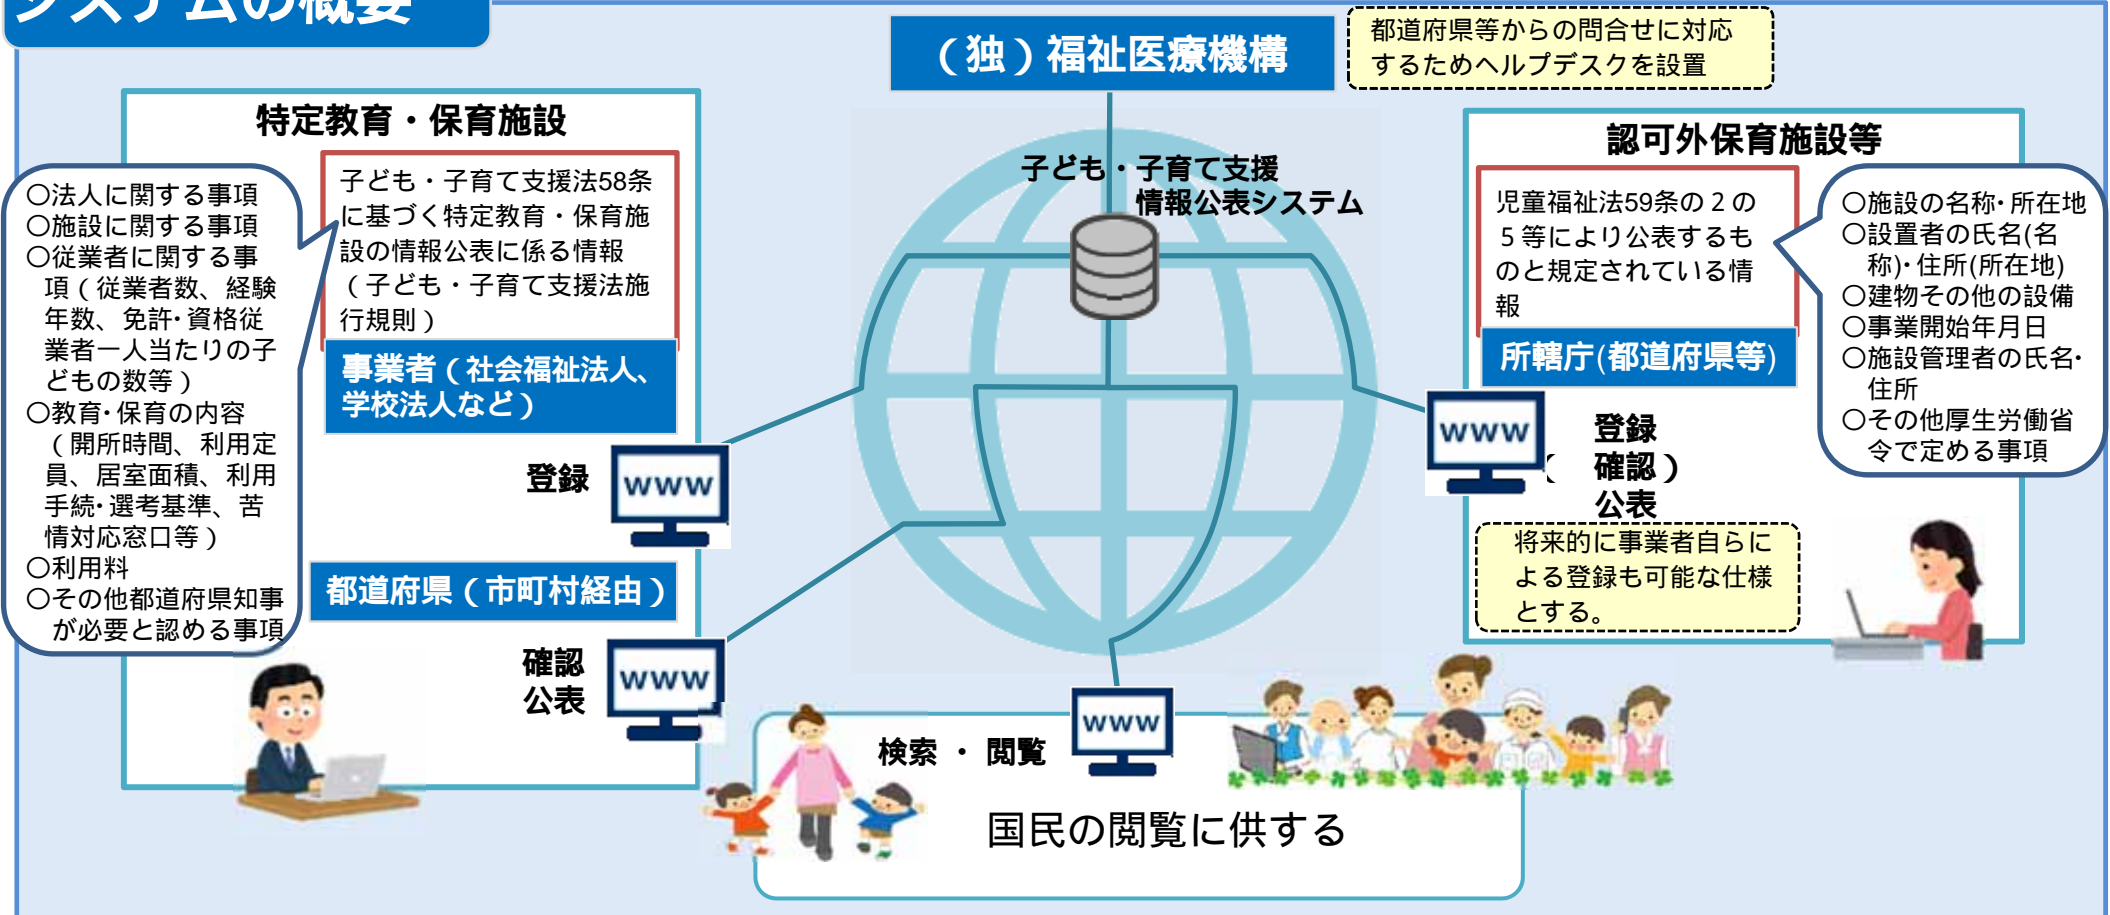 システムの概要
（独）福祉医療機構
都道府県等からの問合せに対応
するためヘルプデスクを設置
特定教育・保育施設
○法人に関する事項
○施設に関する事項
○従業者に関する事
項（従業者数、経験
年数、免許･資格従
業者一人当たりの子
どもの数等）
○教育･保育の内容
（開所時間、利用定
員、居室面積、利用
手続･選考基準、苦
情対応窓口等）
○利用料
○その他都道府県知事
が必要と認める事項
子ども・子育て支援法58条
に基づく特定教育・保育施
設の情報公表に係る情報
（子ども・子育て支援法施
行規則）
事業者（社会福祉法人、
学校法人など）
登録
www
都道府県（市町村経由）
確認
公表
www
子ども・子育て支援
情報公表システム
認可外保育施設等
児童福祉法59条の２の
５等により公表するも
のと規定されている情
報
○施設の名称･所在地
○設置者の氏名(名
称)･住所(所在地)
○建物その他の設備
○事業開始年月日
○施設管理者の氏名･
住所
○その他厚生労働省
令で定める事項
所轄庁(都道府県等)
www
登録
（確認）
公表
将来的に事業者自らに
よる登録も可能な仕様
とする。
検索 ・ 閲覧
www
国民の閲覧に供する